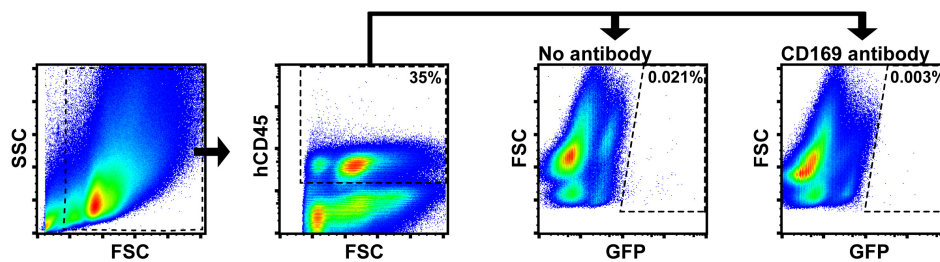 No antibody
CD169 antibody
SSC
FSC
hCD45
35%
FSC
FSC
0.021%
GFP
FSC
0.003%
GFP